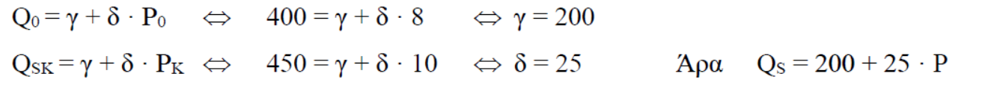 Q₀ = γ + δ · P₀ ⇔ 400 = γ + δ · 8 ⇔ γ = 200
Q_SK = γ + δ · P_K ⇔ 450 = γ + δ · 10 ⇔ δ = 25 Άρα Q_S = 200 + 25 · P